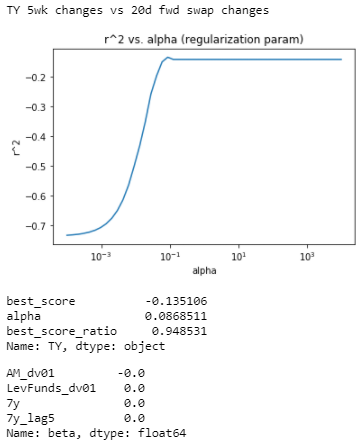 TY 5wk changes vs 20d fwd swap changes
r^2 vs. alpha (regularization param)
−0.2
−0.3
−0.4
−0.5
−0.6
−0.7
r^2
10^-3
10^-1
10^1
10^3
alpha
best_score -0.135106
alpha 0.0868511
best_score_ratio 0.948531
Name: TY, dtype: object
AM_dv01 -0.0
LevFunds_dv01 0.0
7y 0.0
7y_lag5 0.0
Name: beta, dtype: float64